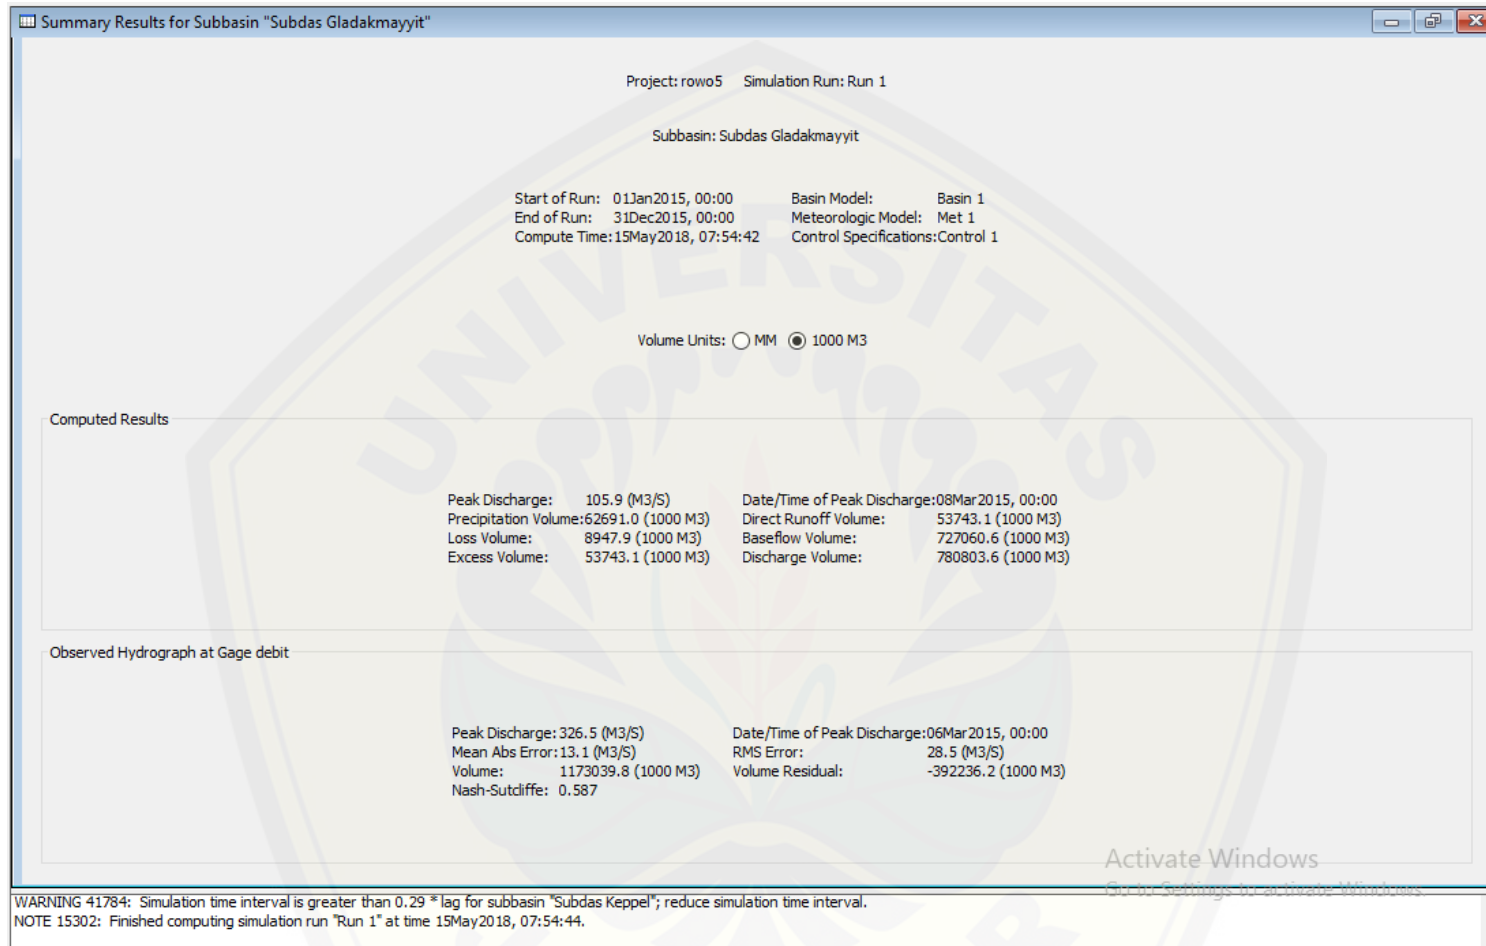 Summary Results for Subbasin "Subdas Gladakmayyit"
Project: rowo5 Simulation Run: Run 1
Subbasin: Subdas Gladakmayyit
Start of Run: 01Jan2015, 00:00 Basin Model: Basin 1
End of Run: 31Dec2015, 00:00 Meteorologic Model: Met 1
Compute Time:15May2018, 07:54:42 Control Specifications:Control 1
Volume Units: MM 1000 M3
Computed Results
Peak Discharge: 105.9 (M3/S) Date/Time of Peak Discharge:08Mar2015, 00:00
Precipitation Volume:62691.0 (1000 M3) Direct Runoff Volume: 53743.1 (1000 M3)
Loss Volume: 8947.9 (1000 M3) Baseflow Volume: 727060.6 (1000 M3)
Excess Volume: 53743.1 (1000 M3) Discharge Volume: 780803.6 (1000 M3)
Observed Hydrograph at Gage debit
Peak Discharge:326.5 (M3/S) Date/Time of Peak Discharge:06Mar2015, 00:00
Mean Abs Error:13.1 (M3/S) RMS Error: 28.5 (M3/S)
Volume: 1173039.8 (1000 M3) Volume Residual: -392236.2 (1000 M3)
Nash-Sutcliffe: 0.587
Activate Windows
Go to Settings to activate Windows.
WARNING 41784: Simulation time interval is greater than 0.29 * lag for subbasin "Subdas Keppel"; reduce simulation time interval.
NOTE 15302: Finished computing simulation run "Run 1" at time 15May2018, 07:54:44.
UNIVERSITAS